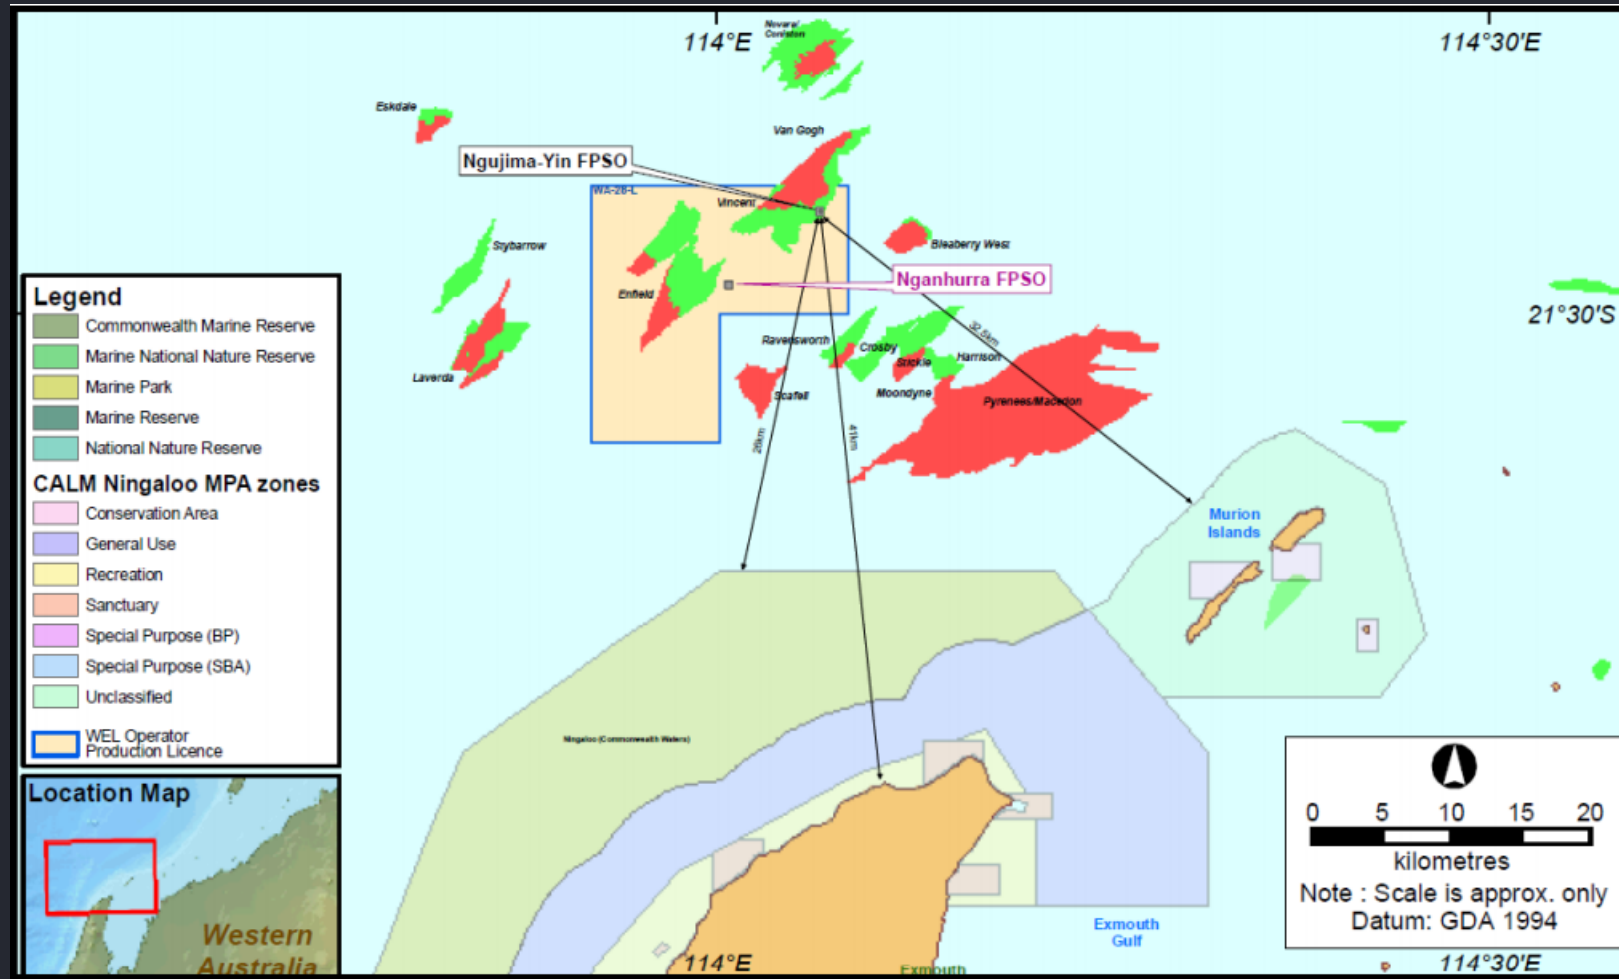 114°E
114°30'E
Novara/
Coniston
Eskdale
Van Gogh
Ngujima-Yin FPSO
WA-28-L
Vincent
Stybarrow
Bleaberry West
Nganhurra FPSO
Enfield
21°30'S
Ravensworth
Crosby
32.5km
Stickle
Harrison
Laverda
Scafell
Moondyne
Pyrenees/Macedon
26km
41km
Murion
Islands
Ningaloo (Commonwealth Waters)
Exmouth
Gulf
Exmouth
114°E
114°30'E
Legend
Commonwealth Marine Reserve
Marine National Nature Reserve
Marine Park
Marine Reserve
National Nature Reserve
CALM Ningaloo MPA zones
Conservation Area
General Use
Recreation
Sanctuary
Special Purpose (BP)
Special Purpose (SBA)
Unclassified
WEL Operator
Production Licence
Location Map
Western
Australia
0 5 10 15 20
kilometres
Note : Scale is approx. only
Datum: GDA 1994